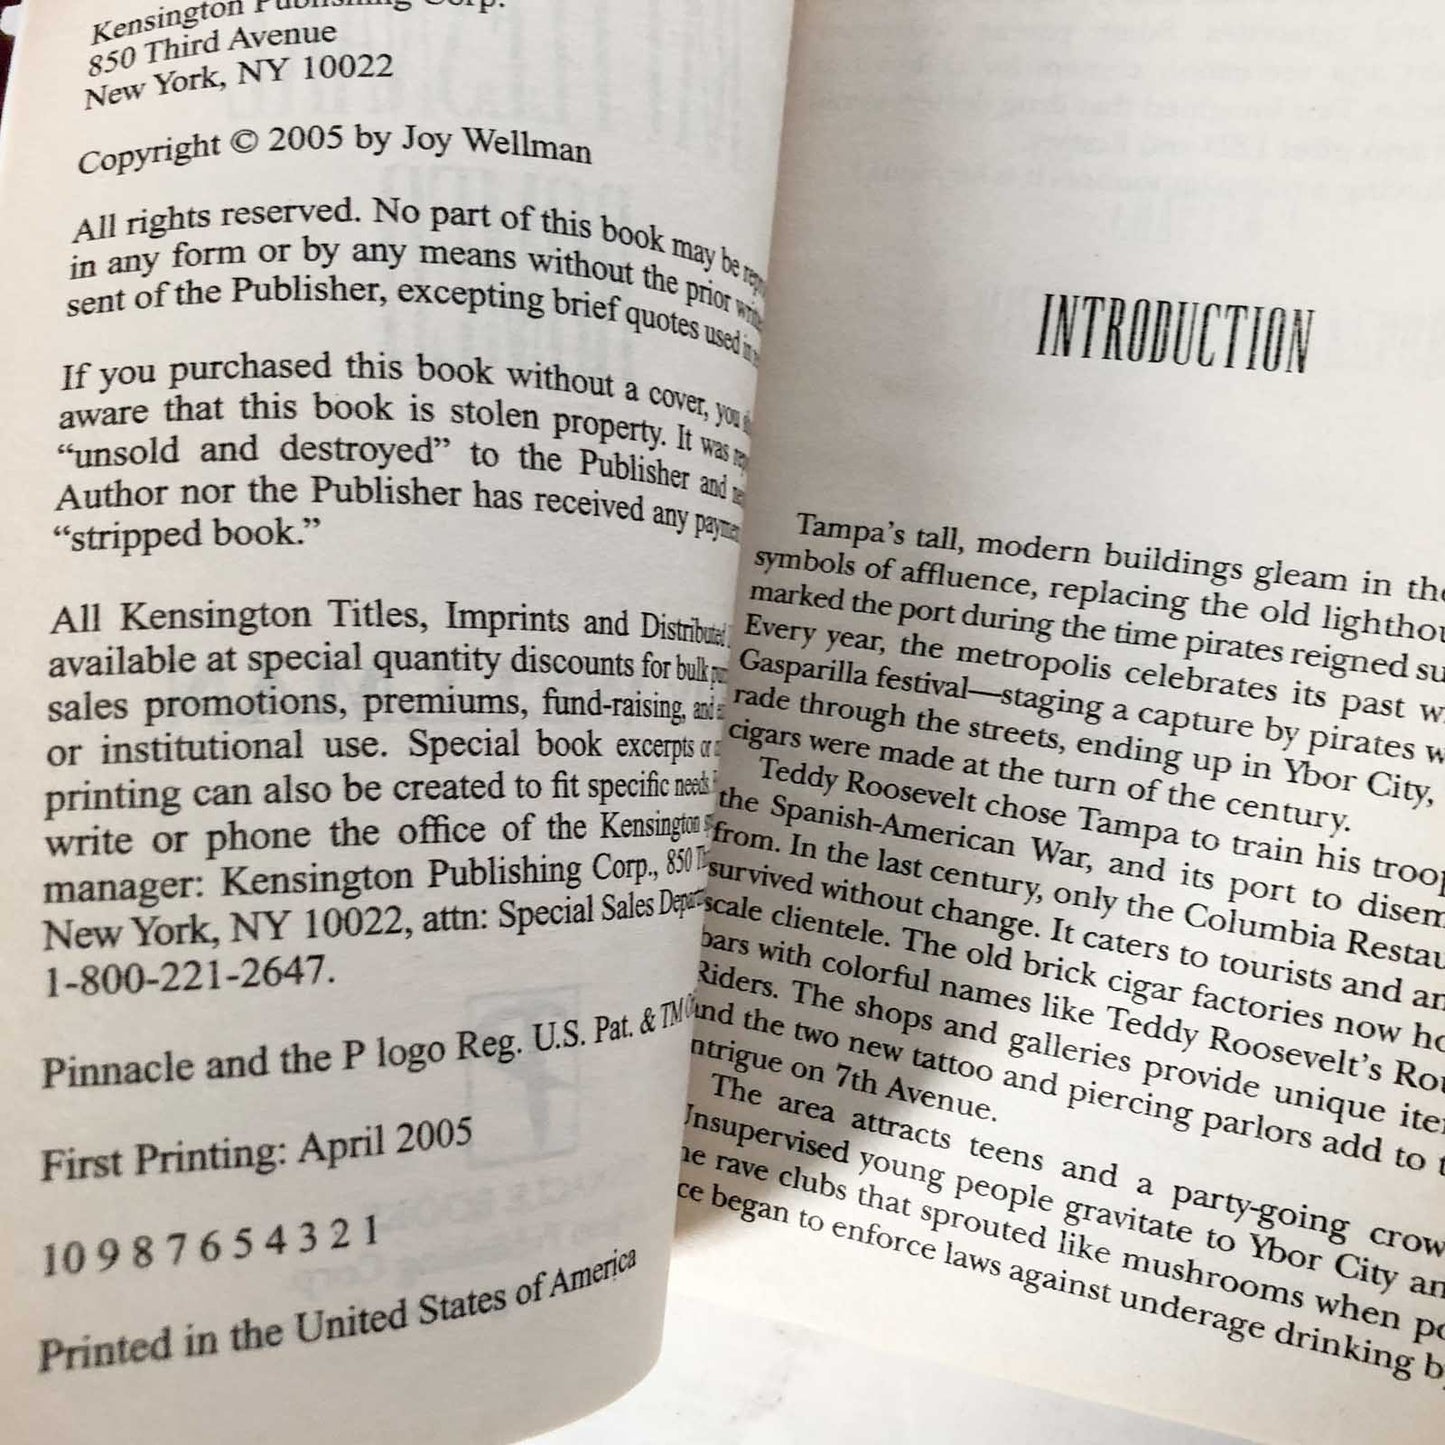 Kensington Publishing Corp.
850 Third Avenue
New York, NY 10022
Copyright © 2005 by Joy Wellman
All rights reserved. No part of this book may be
in any form or by any means without the prior
sent of the Publisher, excepting brief quotes used in
If you purchased this book without a cover, you
aware that this book is stolen property. It was
“unsold and destroyed” to the Publisher and
Author nor the Publisher has received any
“stripped book.”
All Kensington Titles, Imprints and Distributed
available at special quantity discounts for bulk
sales promotions, premiums, fund-raising, and
or institutional use. Special book excerpts or
printing can also be created to fit specific needs
write or phone the office of the Kensington
manager: Kensington Publishing Corp., 850
New York, NY 10022, attn: Special Sales
1-800-221-2647.
Pinnacle and the P logo Reg. U.S. Pat. & TM
First Printing: April 2005
10 9 8 7 6 5 4 3 2 1
Printed in the United States of America
INTRODUCTION
Tampa’s tall, modern buildings gleam in the
symbols of affluence, replacing the old
marked the port during the time pirates reigned
Every year, the metropolis celebrates its past
Gasparilla festival—staging a capture by pirates
rade through the streets, ending up in Ybor City,
cigars were made at the turn of the century.
Teddy Roosevelt chose Tampa to train his
the Spanish-American War, and its port to
from. In the last century, only the Columbia
survived without change. It caters to tourists and
scale clientele. The old brick cigar factories now
bars with colorful names like Teddy Roosevelt’s
Riders. The shops and galleries provide unique
and the two new tattoo and piercing parlors add to
ntrigue on 7th Avenue.
The area attracts teens and a party-going
Unsupervised young people gravitate to Ybor City
he rave clubs that sprouted like mushrooms when
ce began to enforce laws against underage drinking